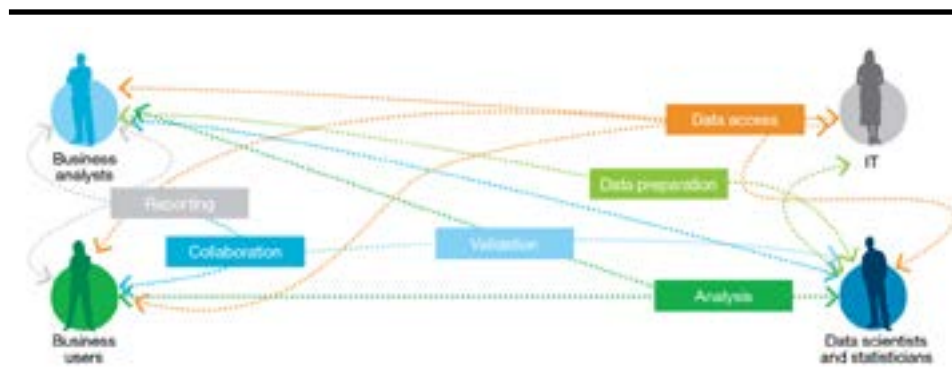 Data access
Business
analysts
IT
Data preparation
Reporting
Collaboration
Validation
Analysis
Business
users
Data scientists
and statisticians